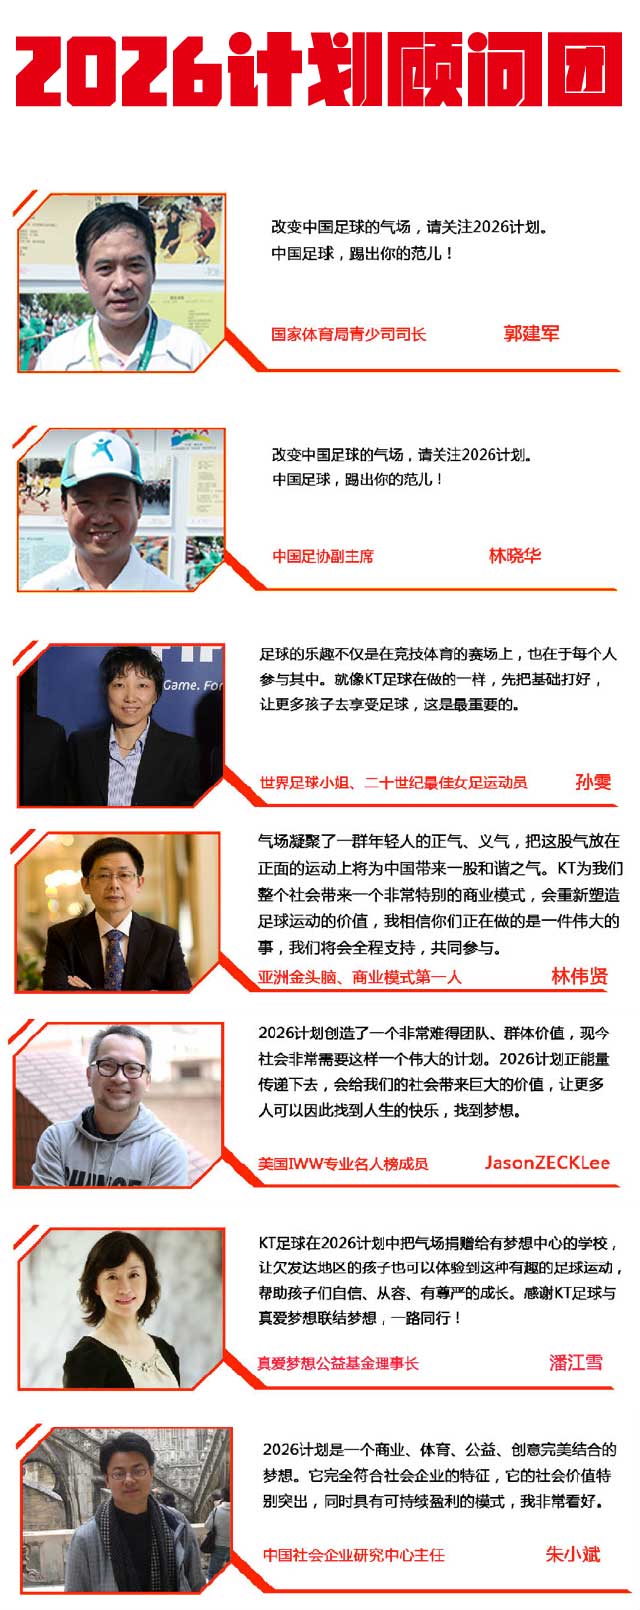 2026计划顾问团
改变中国足球的气场，请关注2026计划。
中国足球，踢出你的范儿！
国家体育局青少司司长 郭建军
改变中国足球的气场，请关注2026计划。
中国足球，踢出你的范儿！
中国足协副主席 林晓华
Game. For
足球的乐趣不仅是在竞技体育的赛场上，也在于每个人
参与其中。就像KT足球在做的一样，先把基础打好，
让更多孩子去享受足球，这是最重要的。
世界足球小姐、二十世纪最佳女足运动员 孙雯
气场凝聚了一群年轻人的正气、义气，把这股气放在
正面的运动上将为中国带来一股和谐之气。KT为我们
整个社会带来一个非常特别的商业模式，会重新塑造
足球运动的价值，我相信你们正在做的是一件伟大的
事，我们将会全程支持，共同参与。
亚洲金头脑、商业模式第一人 林伟贤
2026计划创造了一个非常难得团队、群体价值，现今
社会非常需要这样一个伟大的计划。2026计划正能量
传递下去，会给我们的社会带来巨大的价值，让更多
人可以因此找到人生的快乐，找到梦想。
美国IWW专业名人榜成员 JasonZECKLee
KT足球在2026计划中把气场捐赠给有梦想中心的学校，
让欠发达地区的孩子也可以体验到这种有趣的足球运动，
帮助孩子们自信、从容、有尊严的成长。感谢KT足球与
真爱梦想联结梦想，一路同行！
真爱梦想公益基金理事长 潘江雪
2026计划是一个商业、体育、公益、创意完美结合的
梦想。它完全符合社会企业的特征，它的社会价值特
别突出，同时具有可持续盈利的模式，我非常看好。
中国社会企业研究中心主任 朱小斌